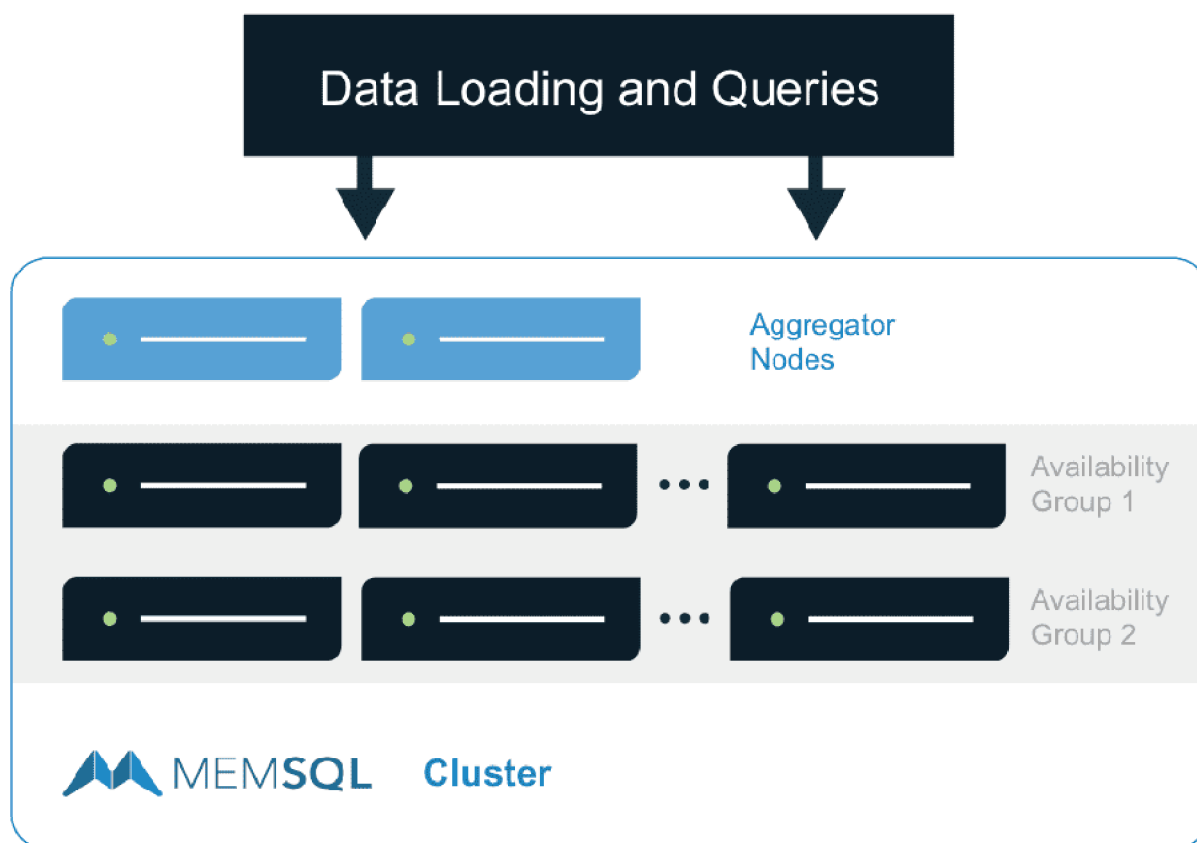 Data Loading and Queries
Aggregator
Nodes
Availability
Group 1
Availability
Group 2
MEMSQL Cluster